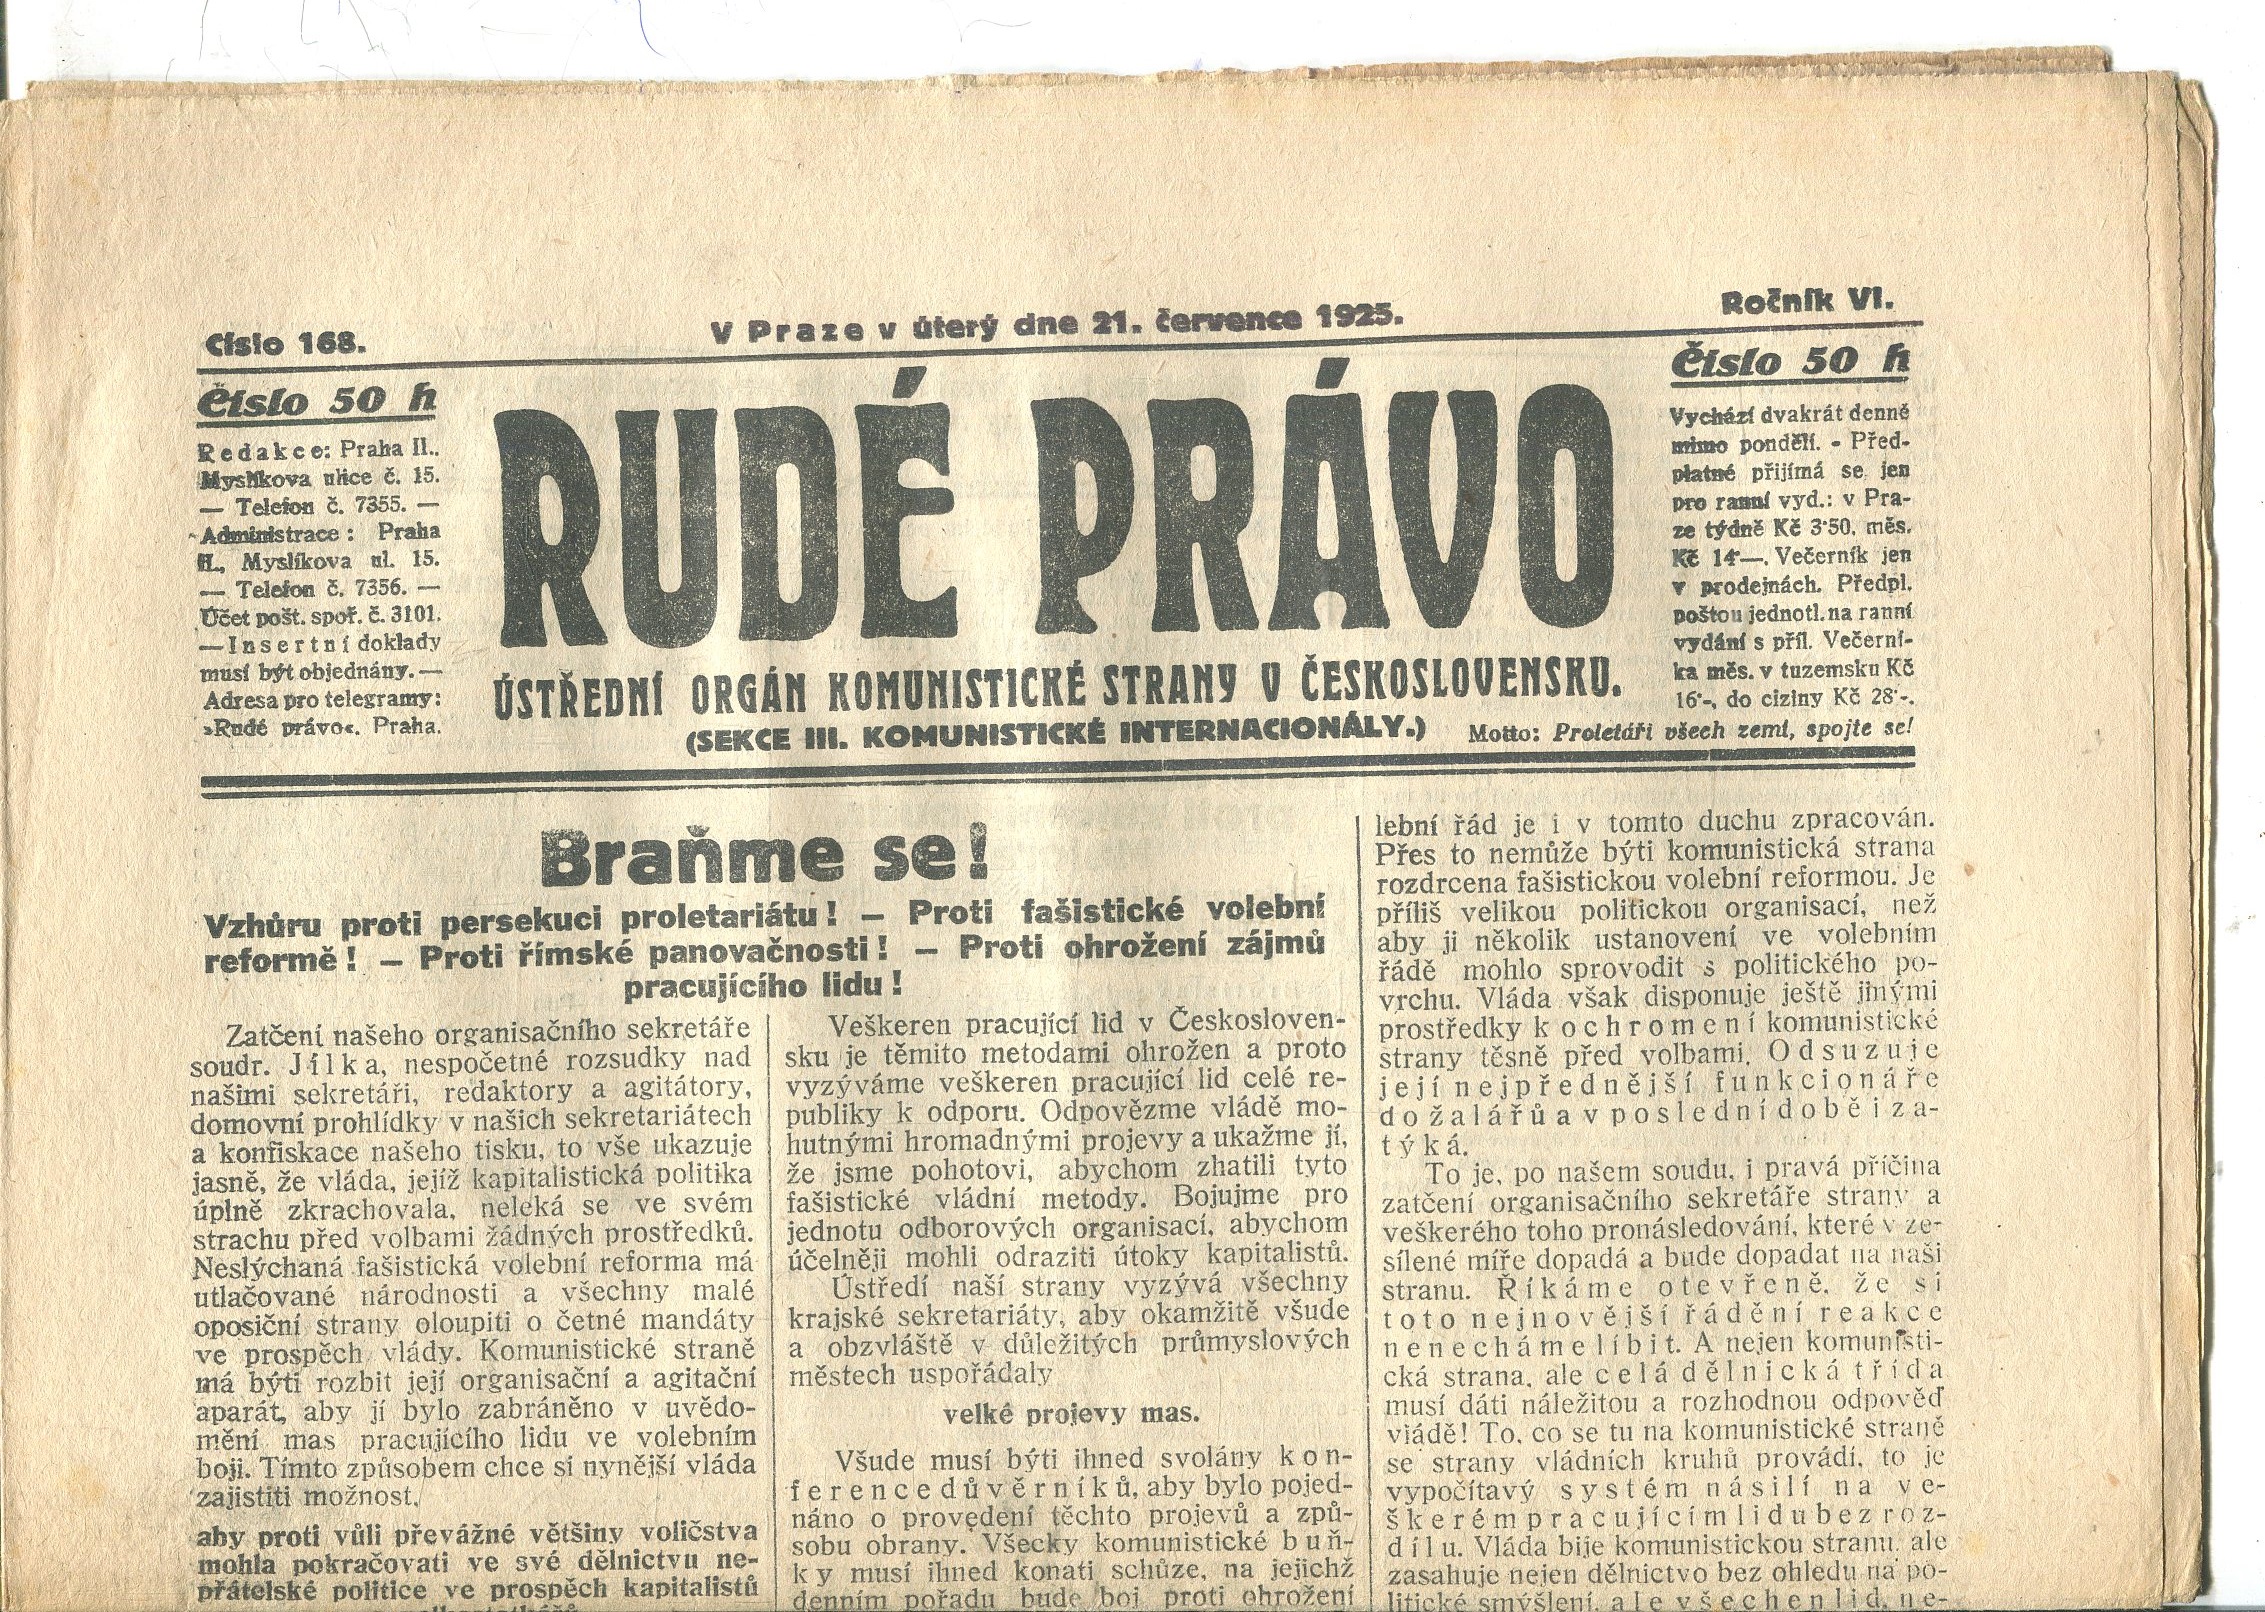 Číslo 168.
V Praze v úterý dne 21. července 1925.
Ročník VI.
Číslo 50 h
Redakce: Praha II.,
Myslíkova ulice č. 15.
— Telefon č. 7355. —
Administrace: Praha
II., Myslíkova ul. 15.
— Telefon č. 7356. —
Účet pošt. spoř. č. 3101.
— Insertní doklady
musí být objednány. —
Adresa pro telegramy:
»Rudé právo«. Praha.
RUDÉ PRÁVO
ÚSTŘEDNÍ ORGÁN KOMUNISTICKÉ STRANY V ČESKOSLOVENSKU.
(SEKCE III. KOMUNISTICKÉ INTERNACIONÁLY.)
Motto: Proletáři všech zemí, spojte se!
Číslo 50 h
Vychází dvakrát denně
mimo pondělí. - Před-
platné přijímá se jen
pro ranní vyd.: v Pra-
ze týdně Kč 3·50, měs.
Kč 14·—. Večerník jen
v prodejnách. Předpl.
poštou jednotl. na ranní
vydání s příl. Večerní-
ka měs. v tuzemsku Kč
16·-, do ciziny Kč 28·-.
Braňme se!
Vzhůru proti persekuci proletariátu! — Proti fašistické volební
reformě! — Proti římské panovačnosti! — Proti ohrožení zájmů
pracujícího lidu!
Zatčení našeho organisačního sekretáře
soudr. Jílka, nespočetné rozsudky nad
našimi sekretáři, redaktory a agitátory,
domovní prohlídky v našich sekretariátech
a konfiskace našeho tisku, to vše ukazuje
jasně, že vláda, jejíž kapitalistická politika
úplně zkrachovala, neleká se ve svém
strachu před volbami žádných prostředků.
Neslýchaná fašistická volební reforma má
utlačované národnosti a všechny malé
oposiční strany oloupiti o četné mandáty
ve prospěch vlády. Komunistické straně
má býti rozbit její organisační a agitační
aparát, aby jí bylo zabráněno v uvědo-
mění mas pracujícího lidu ve volebním
boji. Tímto způsobem chce si nynější vláda
zajistiti možnost,
aby proti vůli převážné většiny voličstva
mohla pokračovati ve své dělnictvu ne-
přátelské politice ve prospěch kapitalistů
Veškeren pracující lid v Českosloven-
sku je těmito metodami ohrožen a proto
vyzýváme veškeren pracující lid celé re-
publiky k odporu. Odpovězme vládě mo-
hutnými hromadnými projevy a ukažme jí,
že jsme pohotovi, abychom zhatili tyto
fašistické vládní metody. Bojujme pro
jednotu odborových organisací, abychom
účelněji mohli odraziti útoky kapitalistů.
Ústředí naší strany vyzývá všechny
krajské sekretariáty, aby okamžitě všude
a obzvláště v důležitých průmyslových
městech uspořádaly
velké projevy mas.
Všude musí býti ihned svolány kon-
ference důvěrníků, aby bylo pojed-
náno o provedení těchto projevů a způ-
sobu obrany. Všecky komunistické buň-
ky musí ihned konati schůze, na jejichž
denním pořadu bude boj proti ohrožení
lební řád je i v tomto duchu zpracován.
Přes to nemůže býti komunistická strana
rozdrcena fašistickou volební reformou. Je
příliš velikou politickou organisací, než
aby ji několik ustanovení ve volebním
řádě mohlo sprovodit s politického po-
vrchu. Vláda však disponuje ještě jinými
prostředky k ochromení komunistické
strany těsně před volbami. Odsuzuje
její nejpřednější funkcionáře
do žalářů a v poslední době i za-
týká.
To je, po našem soudu, i pravá příčina
zatčení organisačního sekretáře strany a
veškerého toho pronásledování, které v ze-
sílené míře dopadá a bude dopadat na naši
stranu. Říkáme otevřeně, že si
toto nejnovější řádění reakce
nenecháme líbit. A nejen komunisti-
cká strana, ale celá dělnická třída
musí dáti náležitou a rozhodnou odpověď
vládě! To, co se tu na komunistické straně
se strany vládních kruhů provádí, to je
vypočítavý systém násilí na ve-
škerém pracujícím lidu bez roz-
dílu. Vláda bije komunistickou stranu, ale
zasahuje nejen dělnictvo bez ohledu na po-
litické smýšlení, ale všechen lid, ne-